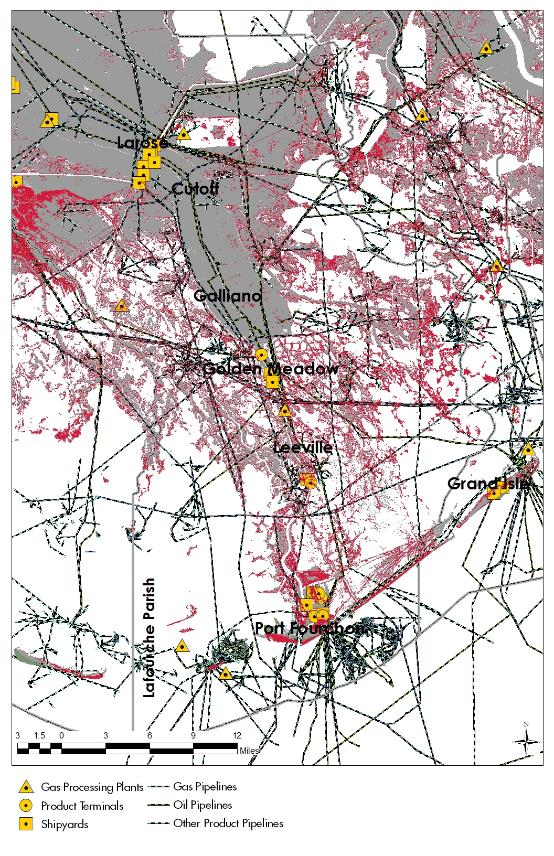 Larose
Cutoff
Galliano
Golden Meadow
Leeville
Grand Isle
Port Fourchon
Lafourche Parish
N
3 1.5 0 3 6 9 12
Miles
Gas Processing Plants
Gas Pipelines
Product Terminals
Oil Pipelines
Shipyards
Other Product Pipelines